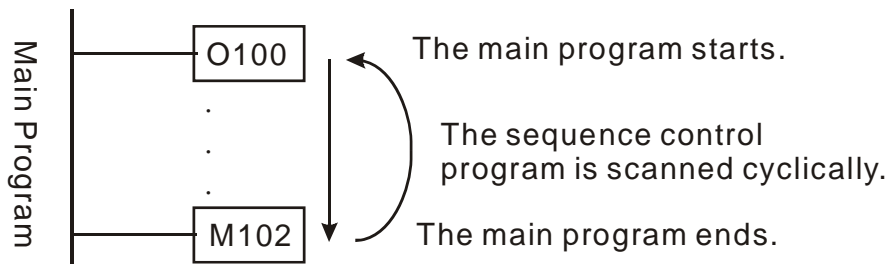 Main Program
O100
The main program starts.
The sequence control
program is scanned cyclically.
M102
The main program ends.